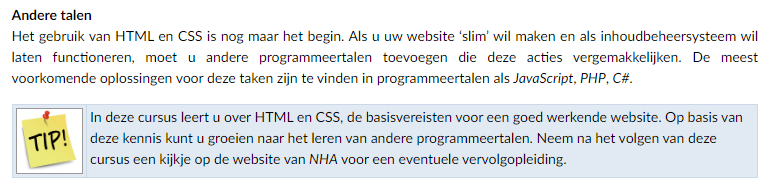 Andere talen
Het gebruik van HTML en CSS is nog maar het begin. Als u uw website ‘slim’ wil maken en als inhoudbeheersysteem wil
laten functioneren, moet u andere programmeertalen toevoegen die deze acties vergemakkelijken. De meest
voorkomende oplossingen voor deze taken zijn te vinden in programmeertalen als JavaScript, PHP, C#.
TIP!
In deze cursus leert u over HTML en CSS, de basisvereisten voor een goed werkende website. Op basis van
deze kennis kunt u groeien naar het leren van andere programmeertalen. Neem na het volgen van deze
cursus een kijkje op de website van NHA voor een eventuele vervolgopleiding.